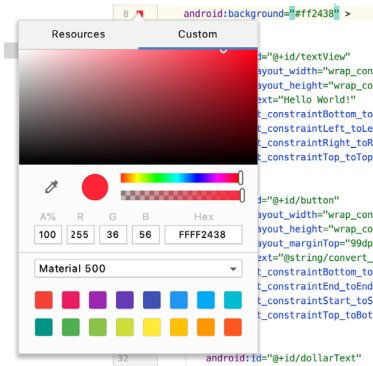 8 android:background="#ff2438" >
Resources Custom
d="@+id/textView"
ayout_width="wrap_con
ayout_height="wrap_co
ext="Hello World!"
t_constraintBottom_to
t_constraintLeft_toLe
t_constraintRight_toR
t_constraintTop_toTop
d="@+id/button"
ayout_width="wrap_con
ayout_height="wrap_co
ayout_marginTop="99dp
ext="@string/convert_
t_constraintBottom_to
t_constraintEnd_toEnd
t_constraintStart_toS
t_constraintTop_toBot
A% R G B Hex
100 255 36 56 FFFF2438
Material 500
32 android:id="@+id/dollarText"